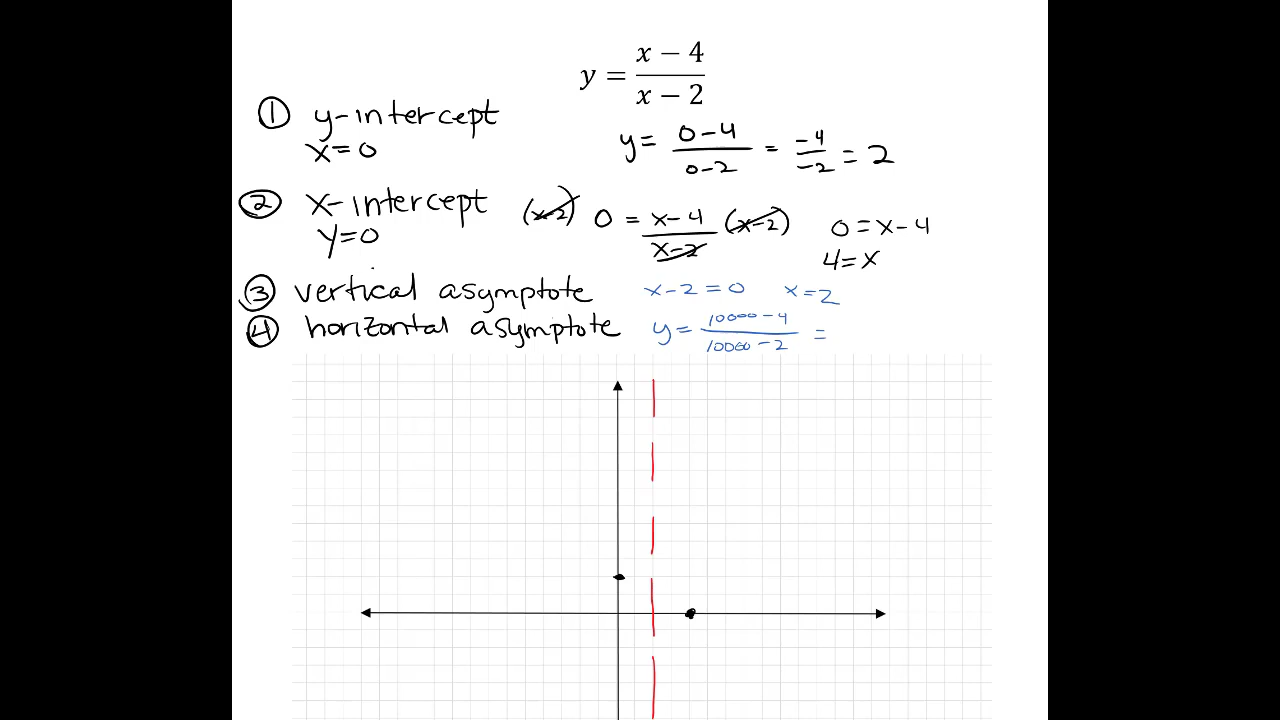 y = (x − 4)/(x − 2)
① y-intercept
x=0
y = (0-4)/(0-2) = -4/-2 = 2
② x-intercept
y=0
(x-2) 0 = (x-4)/(x-2) (x-2)
0 = x-4
4 = x
③ vertical asymptote x-2=0 x=2
④ horizontal asymptote y = (10000-4)/(10000-2) =